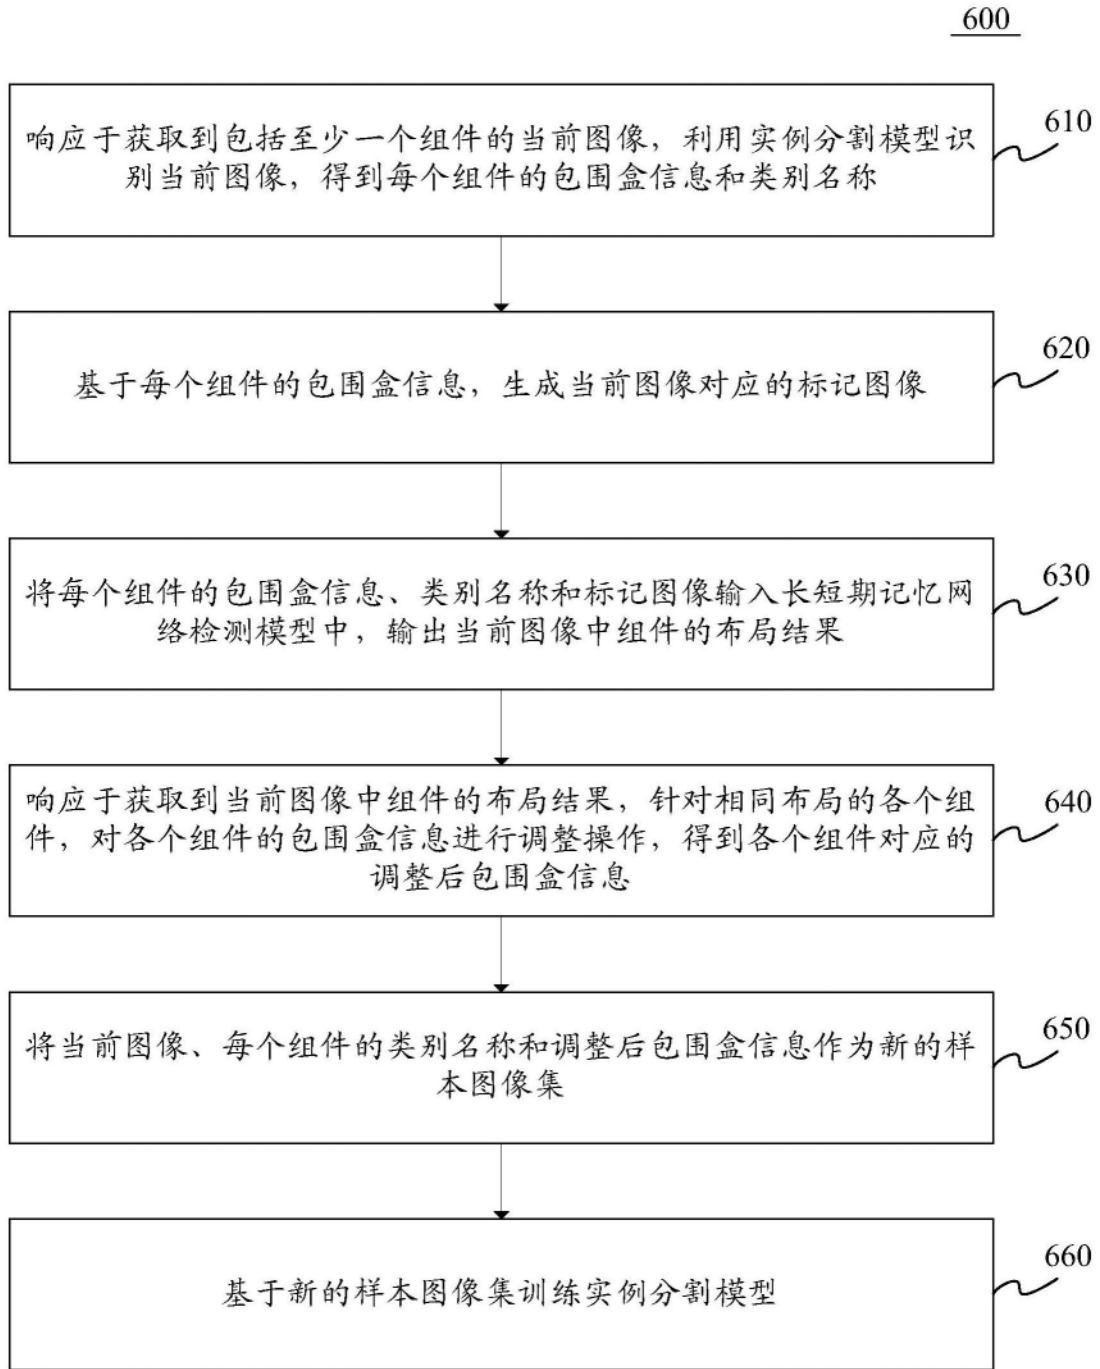 600
响应于获取到包括至少一个组件的当前图像，利用实例分割模型识
别当前图像，得到每个组件的包围盒信息和类别名称
610
基于每个组件的包围盒信息，生成当前图像对应的标记图像
620
将每个组件的包围盒信息、类别名称和标记图像输入长短期记忆网
络检测模型中，输出当前图像中组件的布局结果
630
响应于获取到当前图像中组件的布局结果，针对相同布局的各个组
件，对各个组件的包围盒信息进行调整操作，得到各个组件对应的
调整后包围盒信息
640
将当前图像、每个组件的类别名称和调整后包围盒信息作为新的样
本图像集
650
基于新的样本图像集训练实例分割模型
660